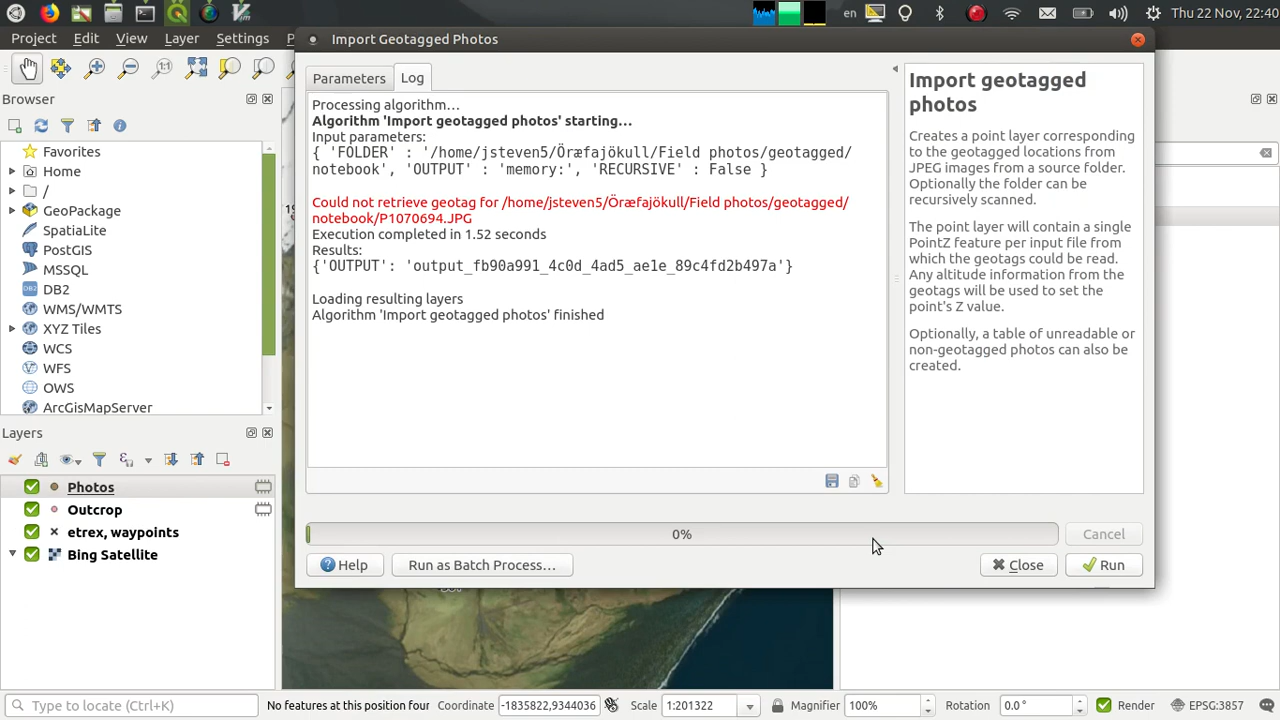 en
Thu 22 Nov, 22:40
Project Edit View Layer Settings
Import Geotagged Photos
Browser
Favorites
Home
/
GeoPackage
SpatiaLite
PostGIS
MSSQL
DB2
WMS/WMTS
XYZ Tiles
WCS
WFS
OWS
ArcGisMapServer
Layers
Photos
Outcrop
etrex, waypoints
Bing Satellite
Parameters
Log
Processing algorithm…
Algorithm 'Import geotagged photos' starting…
Input parameters:
{ 'FOLDER' : '/home/jsteven5/Öræfajökull/Field photos/geotagged/
notebook', 'OUTPUT' : 'memory:', 'RECURSIVE' : False }
Could not retrieve geotag for /home/jsteven5/Öræfajökull/Field photos/geotagged/
notebook/P1070694.JPG
Execution completed in 1.52 seconds
Results:
{'OUTPUT': 'output_fb90a991_4c0d_4ad5_ae1e_89c4fd2b497a'}
Loading resulting layers
Algorithm 'Import geotagged photos' finished
0%
Cancel
Help
Run as Batch Process…
Close
Run
Import geotagged
photos
Creates a point layer corresponding
to the geotagged locations from
JPEG images from a source folder.
Optionally the folder can be
recursively scanned.
The point layer will contain a single
PointZ feature per input file from
which the geotags could be read.
Any altitude information from the
geotags will be used to set the
point's Z value.
Optionally, a table of unreadable or
non-geotagged photos can also be
created.
Type to locate (Ctrl+K)
No features at this position four
Coordinate -1835822,9344036
Scale 1:201322
Magnifier 100%
Rotation 0.0 °
Render
EPSG:3857